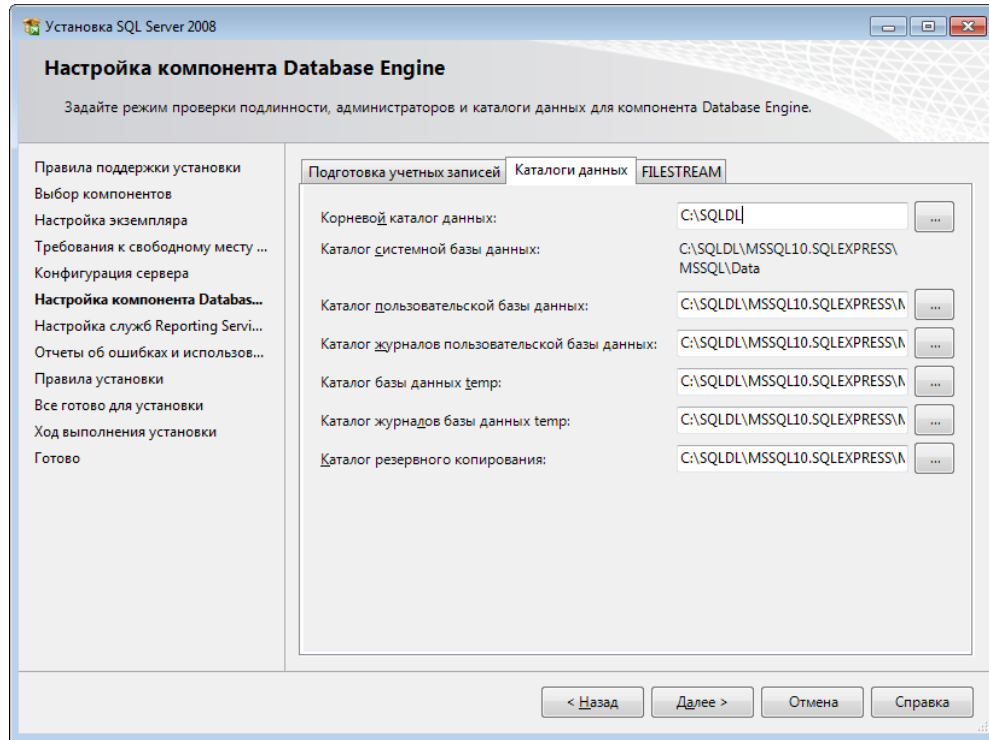 Установка SQL Server 2008
Настройка компонента Database Engine
Задайте режим проверки подлинности, администраторов и каталоги данных для компонента Database Engine.
Правила поддержки установки
Выбор компонентов
Настройка экземпляра
Требования к свободному месту ...
Конфигурация сервера
Настройка компонента Databas...
Настройка служб Reporting Servi...
Отчеты об ошибках и использов...
Правила установки
Все готово для установки
Ход выполнения установки
Готово
Подготовка учетных записей Каталоги данных FILESTREAM
Корневой каталог данных: C:\SQLDL ...
Каталог системной базы данных: C:\SQLDL\MSSQL10.SQLEXPRESS\
MSSQL\Data
Каталог пользовательской базы данных: C:\SQLDL\MSSQL10.SQLEXPRESS\M ...
Каталог журналов пользовательской базы данных: C:\SQLDL\MSSQL10.SQLEXPRESS\M ...
Каталог базы данных temp: C:\SQLDL\MSSQL10.SQLEXPRESS\M ...
Каталог журналов базы данных temp: C:\SQLDL\MSSQL10.SQLEXPRESS\M ...
Каталог резервного копирования: C:\SQLDL\MSSQL10.SQLEXPRESS\M ...
< Назад Далее > Отмена Справка